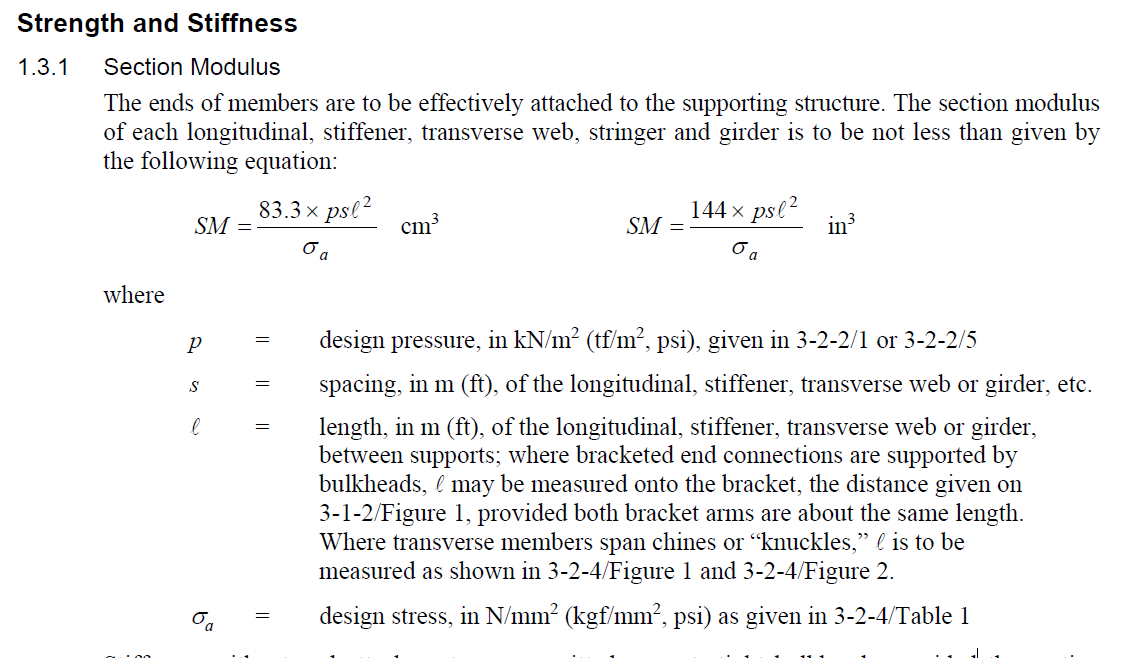 Strength and Stiffness
1.3.1 Section Modulus
The ends of members are to be effectively attached to the supporting structure. The section modulus
of each longitudinal, stiffener, transverse web, stringer and girder is to be not less than given by
the following equation:
SM = 83.3 × psℓ² / σa cm³ SM = 144 × psℓ² / σa in³
where
p = design pressure, in kN/m² (tf/m², psi), given in 3-2-2/1 or 3-2-2/5
s = spacing, in m (ft), of the longitudinal, stiffener, transverse web or girder, etc.
ℓ = length, in m (ft), of the longitudinal, stiffener, transverse web or girder,
between supports; where bracketed end connections are supported by
bulkheads, ℓ may be measured onto the bracket, the distance given on
3-1-2/Figure 1, provided both bracket arms are about the same length.
Where transverse members span chines or “knuckles,” ℓ is to be
measured as shown in 3-2-4/Figure 1 and 3-2-4/Figure 2.
σa = design stress, in N/mm² (kgf/mm², psi) as given in 3-2-4/Table 1